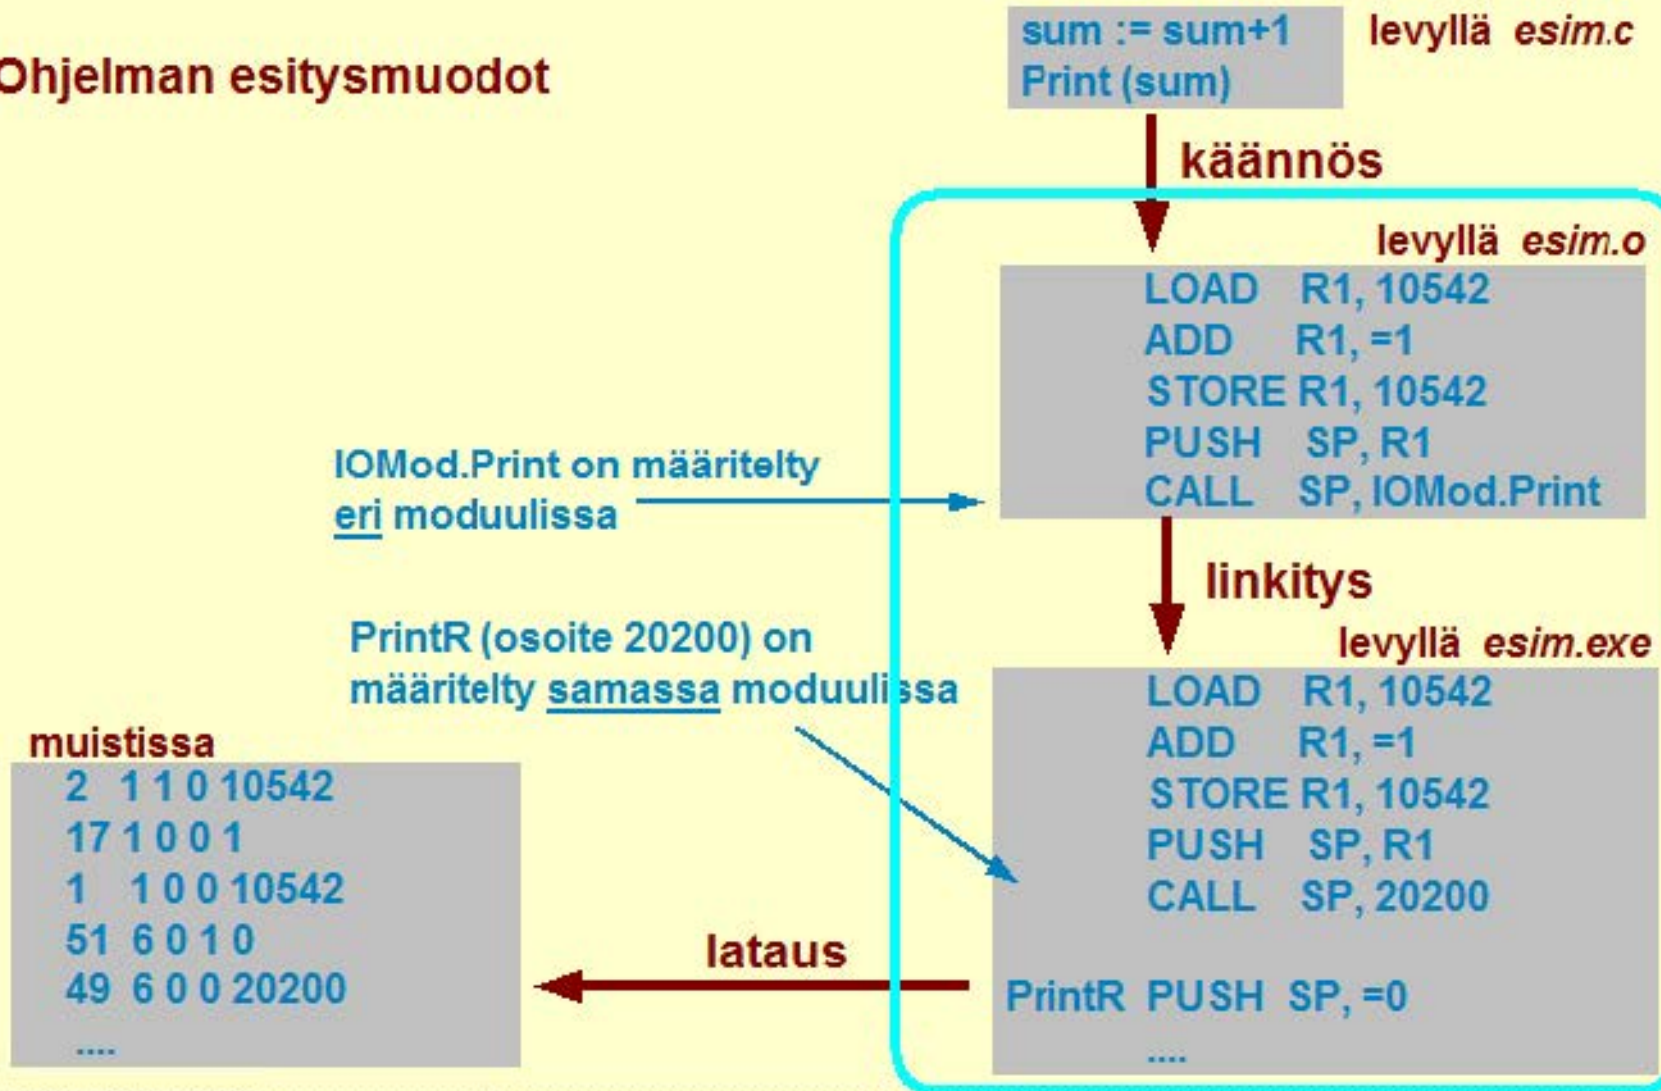 Ohjelman esitysmuodot
sum := sum+1
Print (sum)
levyllä esim.c
käännös
levyllä esim.o
LOAD R1, 10542
ADD R1, =1
STORE R1, 10542
PUSH SP, R1
CALL SP, IOMod.Print
IOMod.Print on määritelty
eri moduulissa
linkitys
PrintR (osoite 20200) on
määritelty samassa moduulissa
levyllä esim.exe
LOAD R1, 10542
ADD R1, =1
STORE R1, 10542
PUSH SP, R1
CALL SP, 20200
PrintR PUSH SP, =0
....
lataus
muistissa
2 1 1 0 10542
17 1 0 0 1
1 1 0 0 10542
51 6 0 1 0
49 6 0 0 20200
....